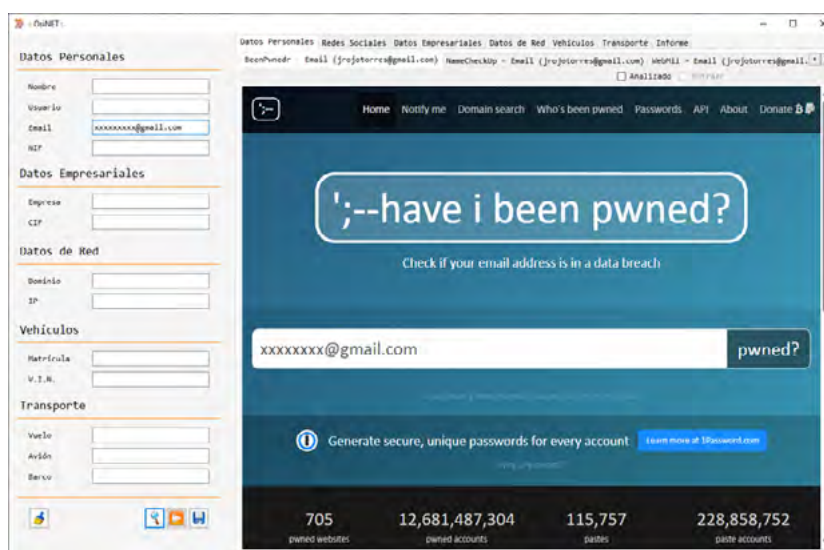 OsiNET
Datos Personales
Nombre
Usuario
Email xxxxxxxxx@gmail.com
NIF
Datos Empresariales
Empresa
CIF
Datos de Red
Dominio
IP
Vehículos
Matrícula
V.I.N.
Transporte
Vuelo
Avión
Barco
Datos Personales Redes Sociales Datos Empresariales Datos de Red Vehículos Transporte Informe
BeenPwnedr - Email (jrojotorres@gmail.com) NameCheckUp - Email (jrojotorres@gmail.com) WebMii - Email (jrojotorres@gmail.
Analizado
';-- Home Notify me Domain search Who's been pwned Passwords API About Donate
';--have i been pwned?
Check if your email address is in a data breach
xxxxxxxx@gmail.com pwned?
Generate secure, unique passwords for every account Learn more at 1Password.com
705 12,681,487,304 115,757 228,858,752
pwned websites pwned accounts pastes paste accounts